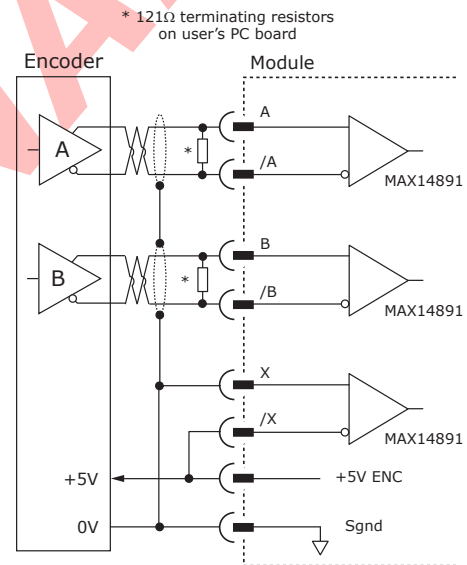 * 121Ω terminating resistors
on user's PC board
Encoder
Module
A
A
/A
*
MAX14891
B
B
/B
*
MAX14891
X
/X
MAX14891
+5V
+5V ENC
0V
Sgnd